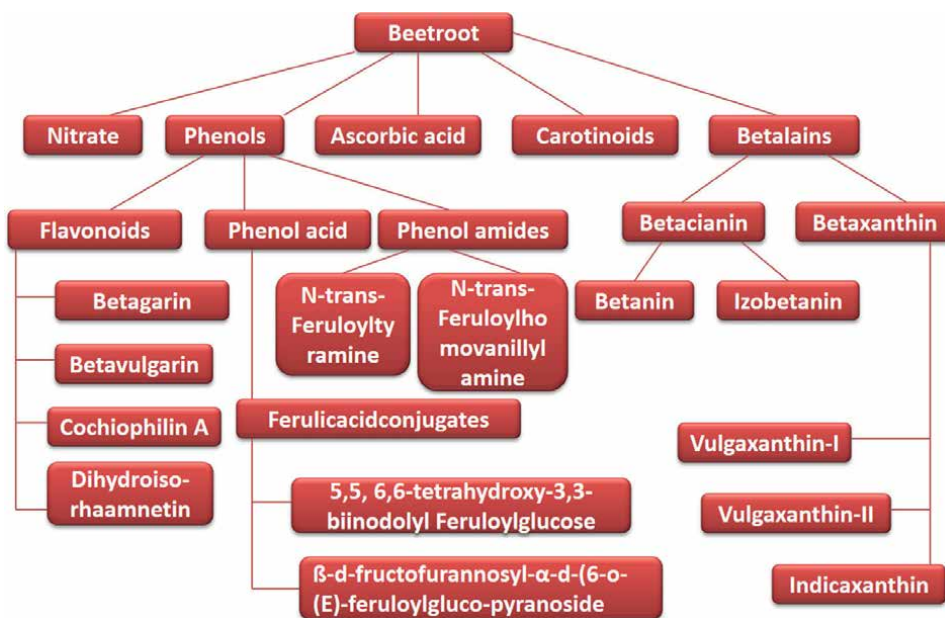 Beetroot
Nitrate
Phenols
Ascorbic acid
Carotinoids
Betalains
Flavonoids
Phenol acid
Phenol amides
Betacianin
Betaxanthin
Betagarin
N-trans-
Feruloylty
ramine
N-trans-
Feruloylho
movanillyl
amine
Betanin
Izobetanin
Betavulgarin
Cochiophilin A
Ferulicacidconjugates
Vulgaxanthin-I
Dihydroiso-
rhaamnetin
5,5, 6,6-tetrahydroxy-3,3-
biinodolyl Feruloylglucose
Vulgaxanthin-II
ß-d-fructofurannosyl-α-d-(6-o-
(E)-feruloylgluco-pyranoside
Indicaxanthin